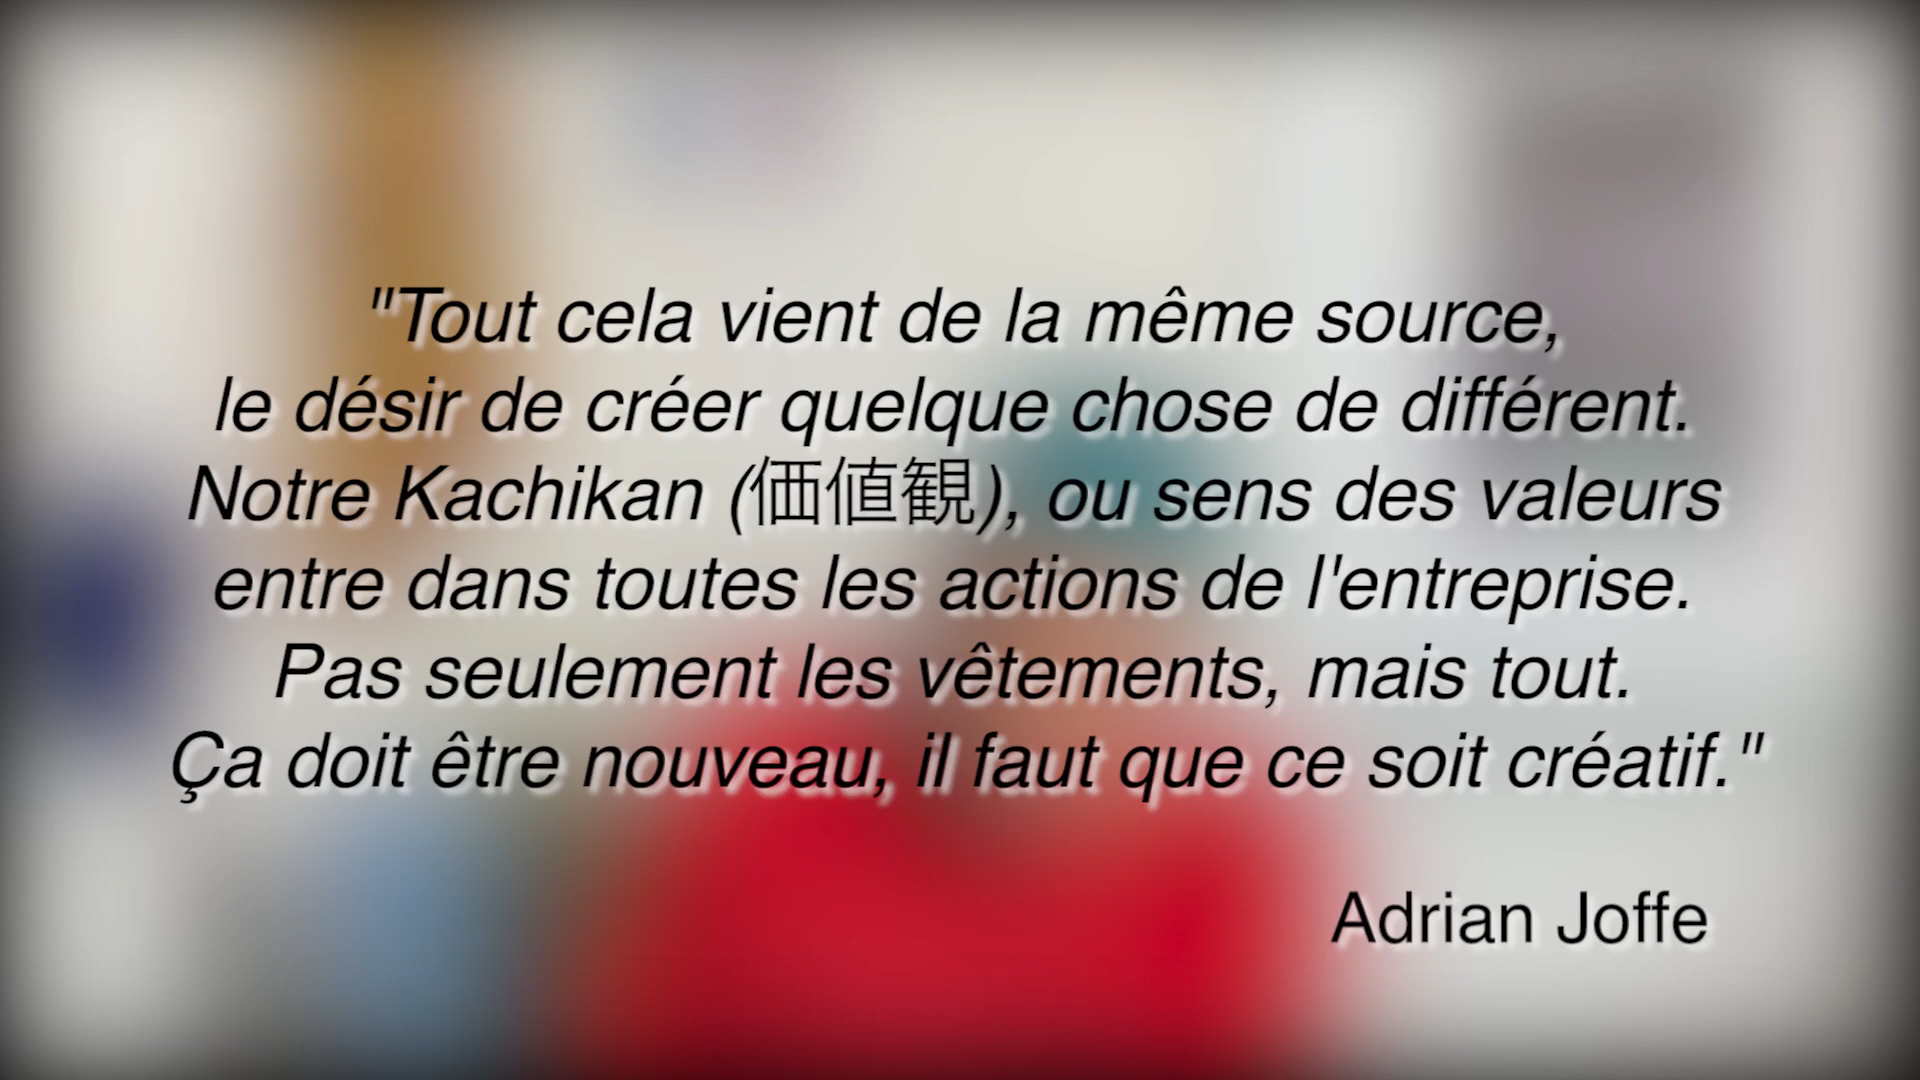 "Tout cela vient de la même source,
le désir de créer quelque chose de différent.
Notre Kachikan (価値観), ou sens des valeurs
entre dans toutes les actions de l'entreprise.
Pas seulement les vêtements, mais tout.
Ça doit être nouveau, il faut que ce soit créatif."
Adrian Joffe